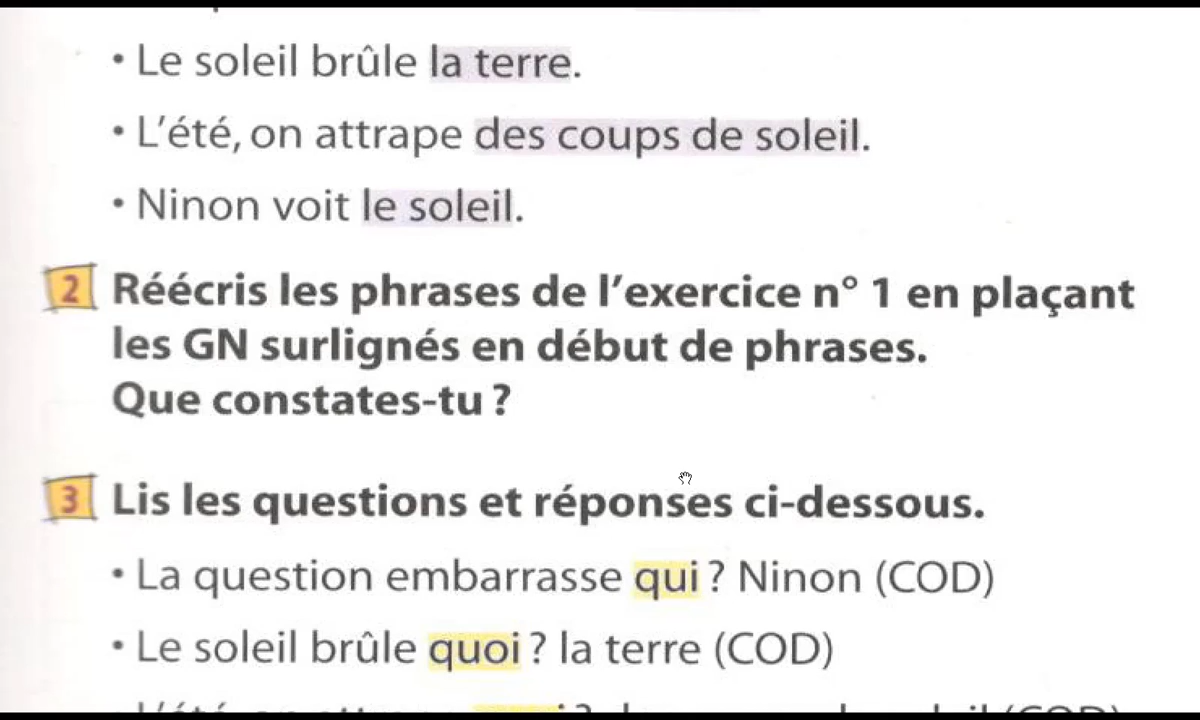 • Le soleil brûle la terre.
• L'été, on attrape des coups de soleil.
• Ninon voit le soleil.
2 Réécris les phrases de l'exercice n° 1 en plaçant
les GN surlignés en début de phrases.
Que constates-tu ?
3 Lis les questions et réponses ci-dessous.
• La question embarrasse qui ? Ninon (COD)
• Le soleil brûle quoi ? la terre (COD)